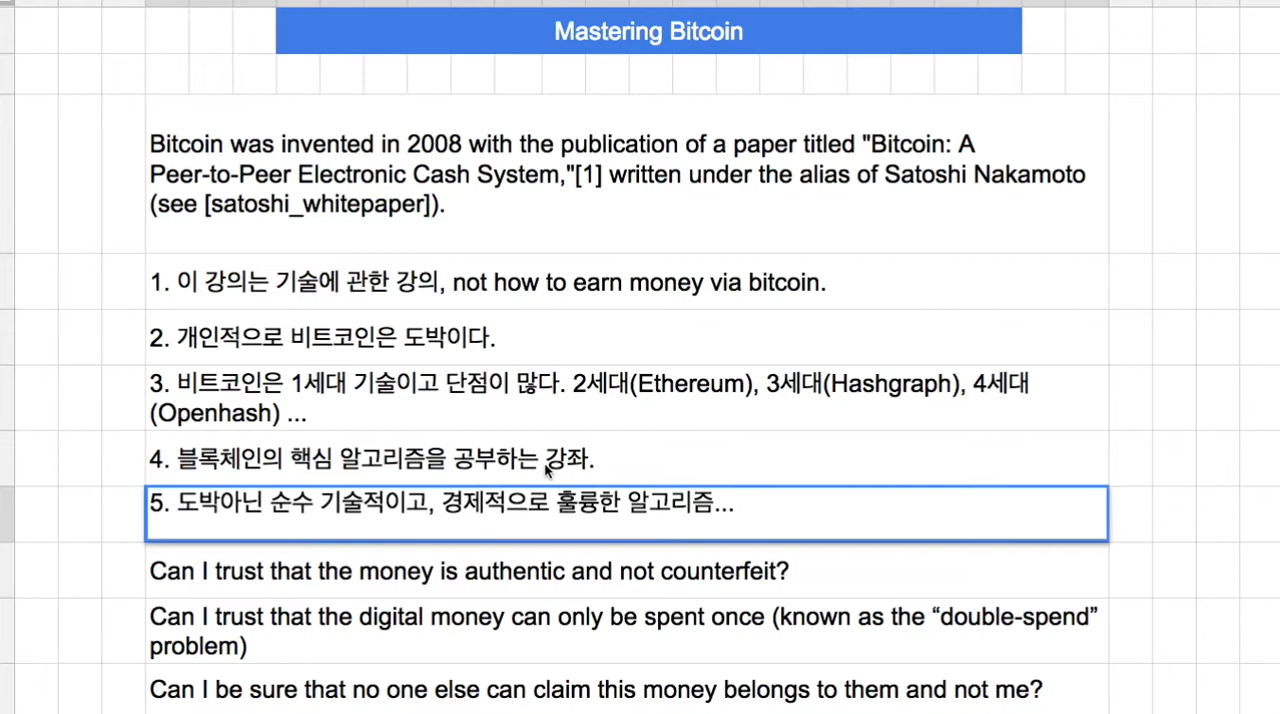 Mastering Bitcoin
Bitcoin was invented in 2008 with the publication of a paper titled "Bitcoin: A
Peer-to-Peer Electronic Cash System,"[1] written under the alias of Satoshi Nakamoto
(see [satoshi_whitepaper]).
1. 이 강의는 기술에 관한 강의, not how to earn money via bitcoin.
2. 개인적으로 비트코인은 도박이다.
3. 비트코인은 1세대 기술이고 단점이 많다. 2세대(Ethereum), 3세대(Hashgraph), 4세대
(Openhash) ...
4. 블록체인의 핵심 알고리즘을 공부하는 강좌.
5. 도박아닌 순수 기술적이고, 경제적으로 훌륭한 알고리즘...
Can I trust that the money is authentic and not counterfeit?
Can I trust that the digital money can only be spent once (known as the “double-spend”
problem)
Can I be sure that no one else can claim this money belongs to them and not me?